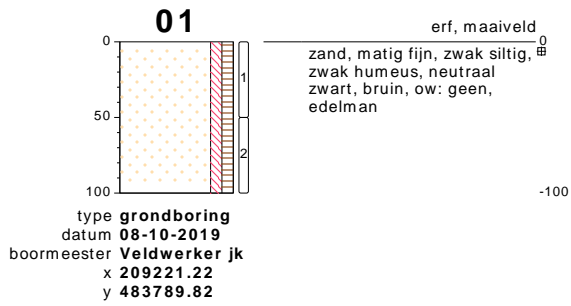 01
erf, maaiveld
0
0
zand, matig fijn, zwak siltig,
zwak humeus, neutraal
zwart, bruin, ow: geen,
edelman
1
50
2
100
-100
type grondboring
datum 08-10-2019
boormeester Veldwerker jk
x 209221.22
y 483789.82